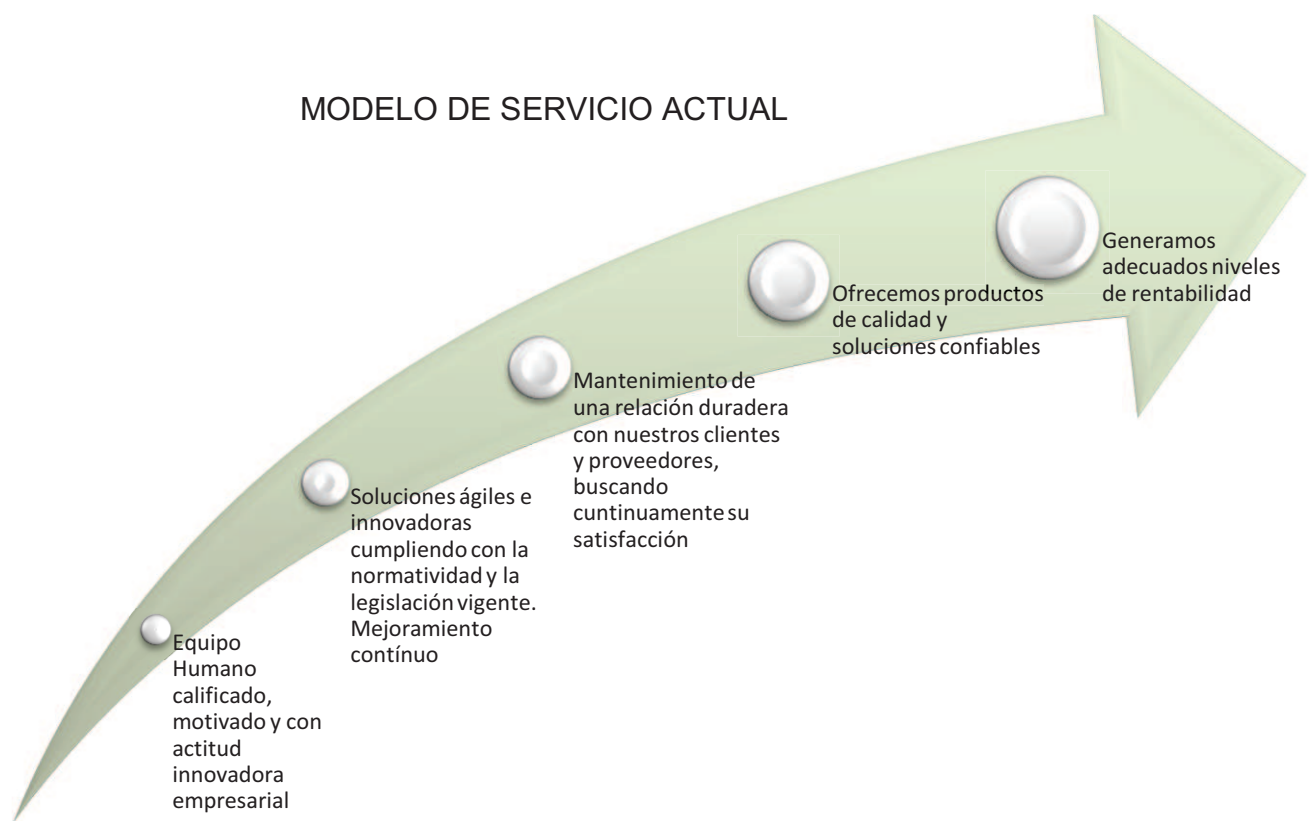 MODELO DE SERVICIO ACTUAL
Equipo
Humano
calificado,
motivado y con
actitud
innovadora
empresarial
Soluciones ágiles e
innovadoras
cumpliendo con la
normatividad y la
legislación vigente.
Mejoramiento
contínuo
Mantenimiento de
una relación duradera
con nuestros clientes
y proveedores,
buscando
cuntinuamente su
satisfacción
Ofrecemos productos
de calidad y
soluciones confiables
Generamos
adecuados niveles
de rentabilidad